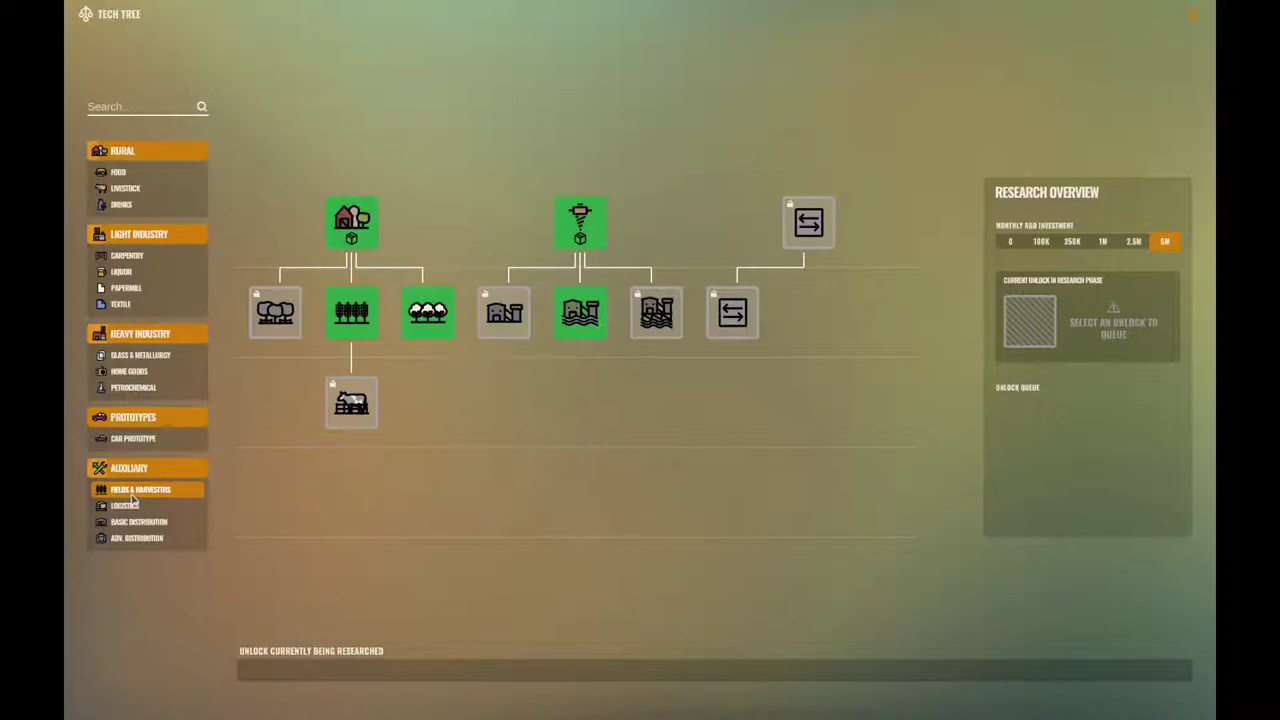 TECH TREE
Search..
RURAL
FOOD
LIVESTOCK
DRINKS
LIGHT INDUSTRY
CARPENTRY
LIQUOR
PAPERMILL
TEXTILE
HEAVY INDUSTRY
GLASS & METALLURGY
HOME GOODS
PETROCHEMICAL
PROTOTYPES
CAR PROTOTYPE
AUXILIARY
FIELDS & HARVESTERS
LOGISTICS
BASIC DISTRIBUTION
ADV. DISTRIBUTION
RESEARCH OVERVIEW
MONTHLY R&D INVESTMENT
0 100K 250K 1M 2.5M 5M
CURRENT UNLOCK IN RESEARCH PHASE
SELECT AN UNLOCK TO
QUEUE
UNLOCK QUEUE
UNLOCK CURRENTLY BEING RESEARCHED